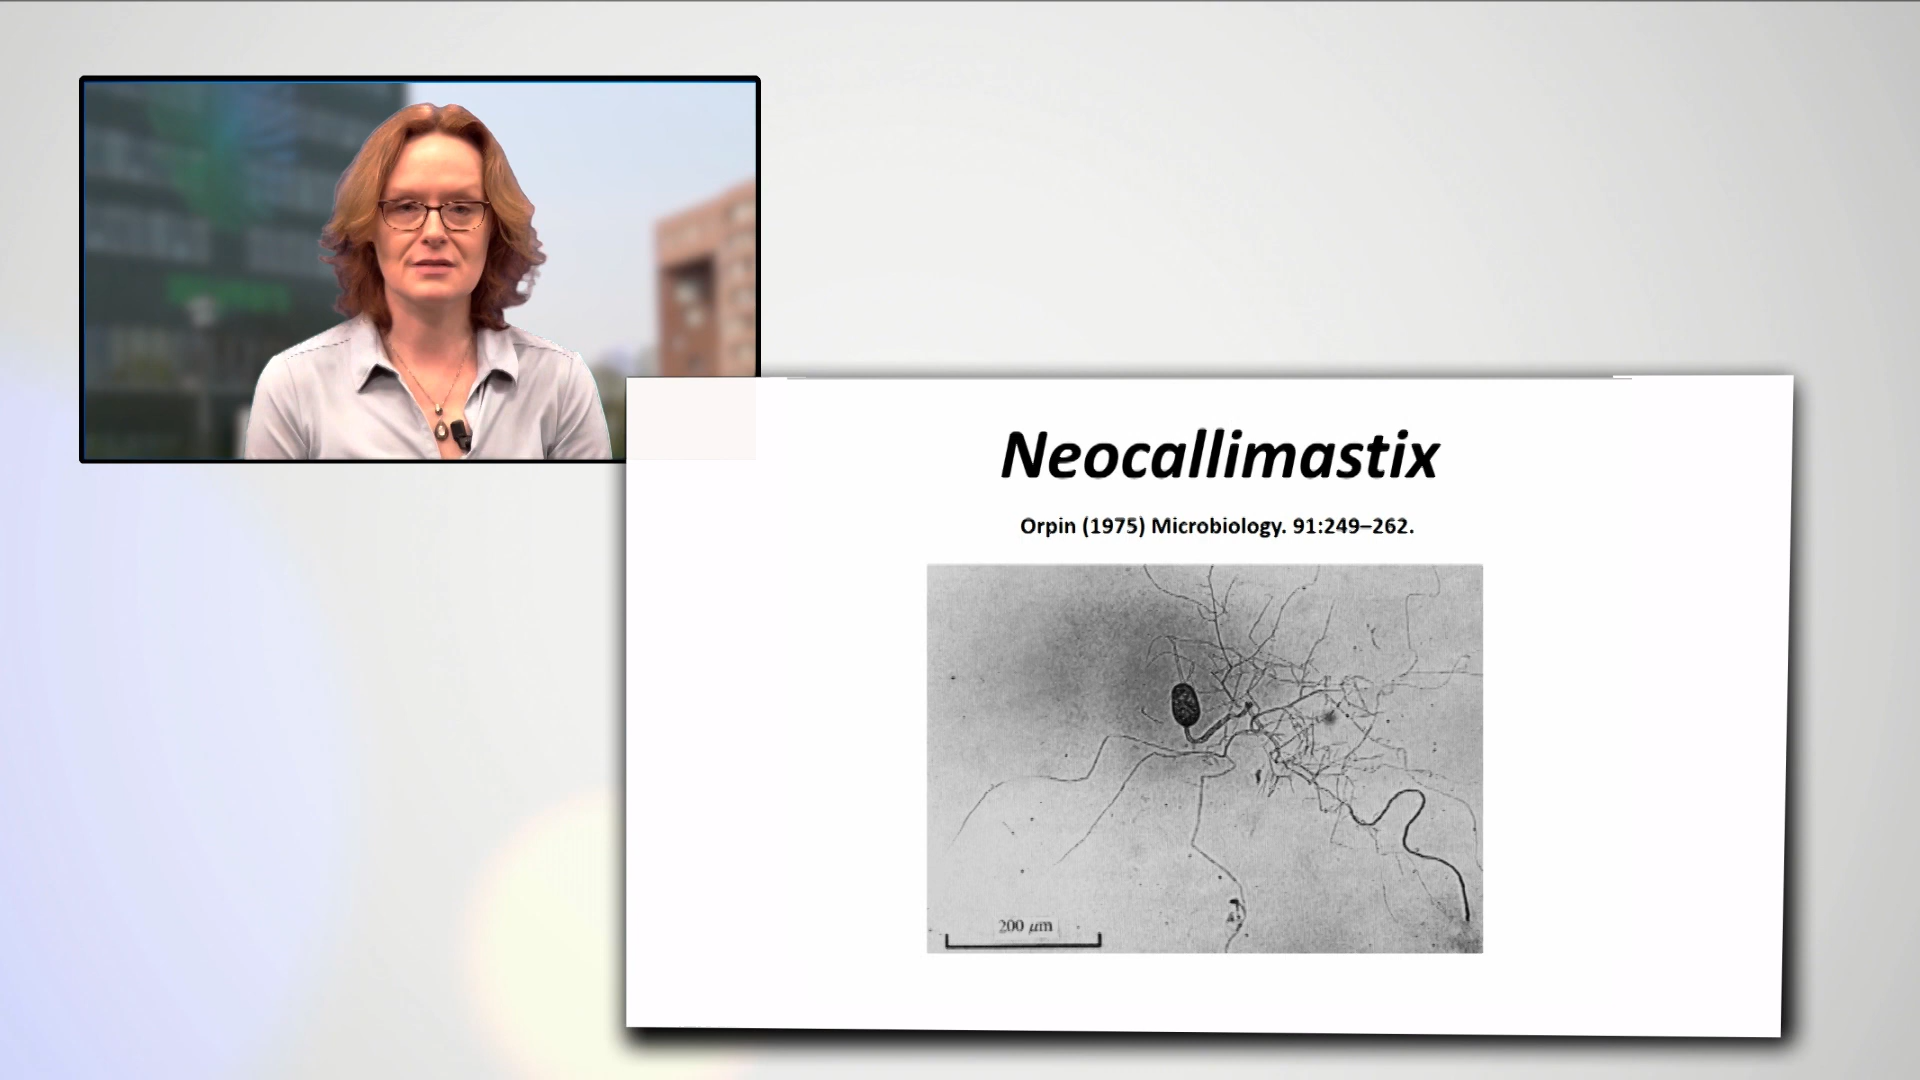 Neocallimastix
Orpin (1975) Microbiology. 91:249–262.
200 μm